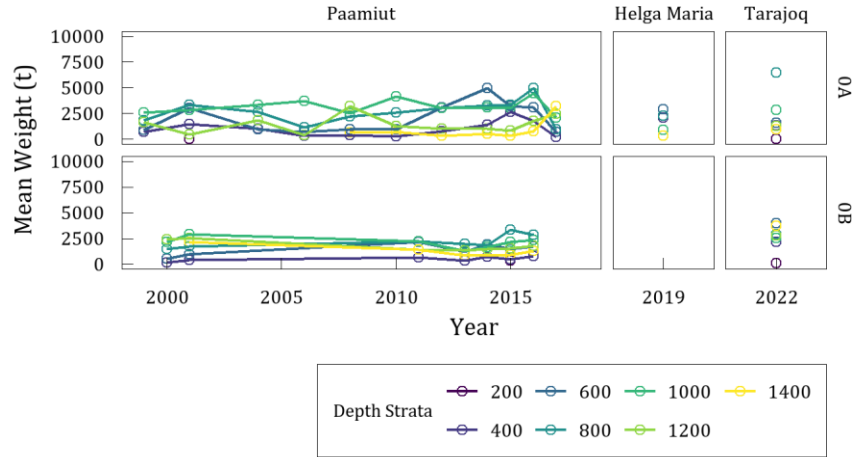 Paamiut Helga Maria Tarajoq
10000
7500
5000
2500
0
0A
10000
7500
5000
2500
0
0B
Mean Weight (t)
2000 2005 2010 2015 2019 2022
Year
Depth Strata
200 600 1000 1400
400 800 1200